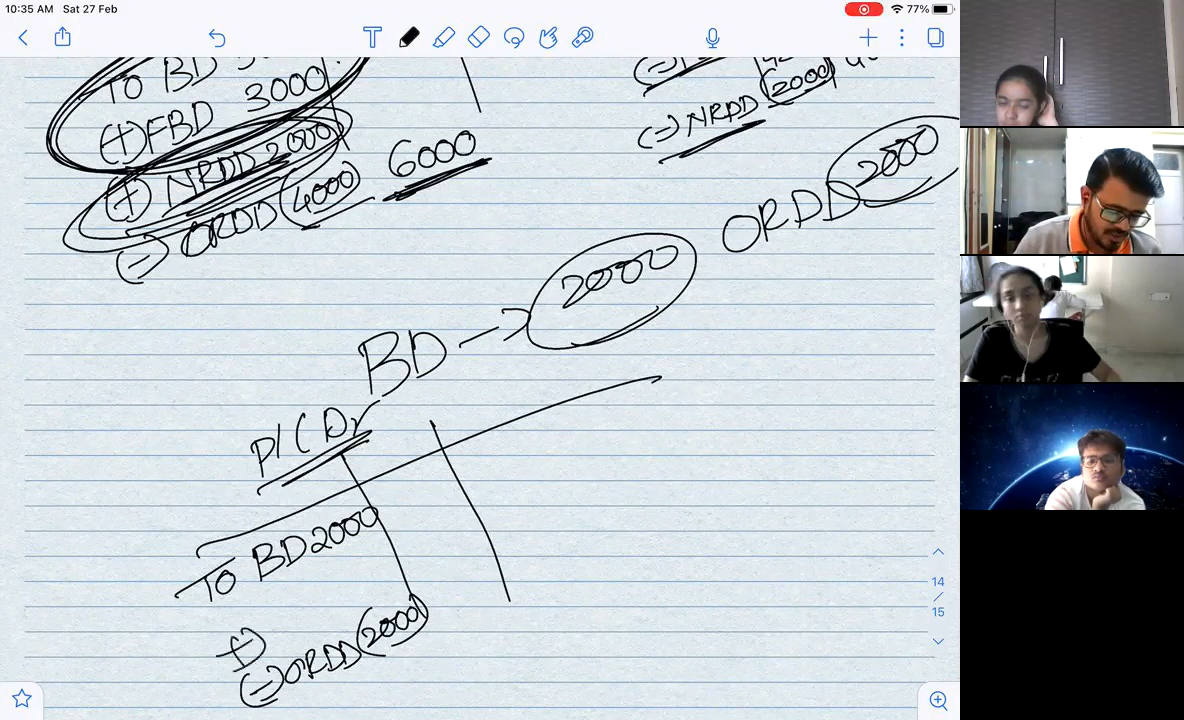 10:35 AM Sat 27 Feb
77%
TO BD
(+) FBD 3000
(+) NRDD 2000
(-) ORDD (4000)
6000
(-) NRDD (2000)
ORDD 2000
BD → 2000
P/L (Dr
To BD 2000
(+)
(-) ORDD (2000)
14
/
15